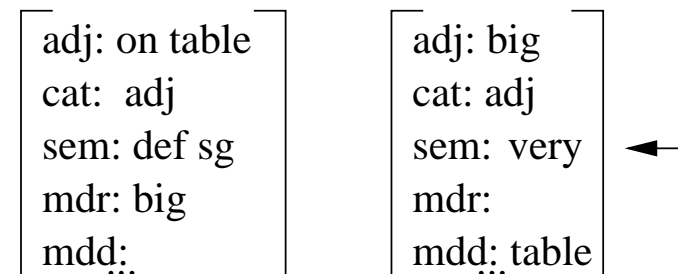 adj: on table
cat: adj
sem: def sg
mdr: big
mdd:
...
adj: big
cat: adj
sem: very
mdr:
mdd: table
...